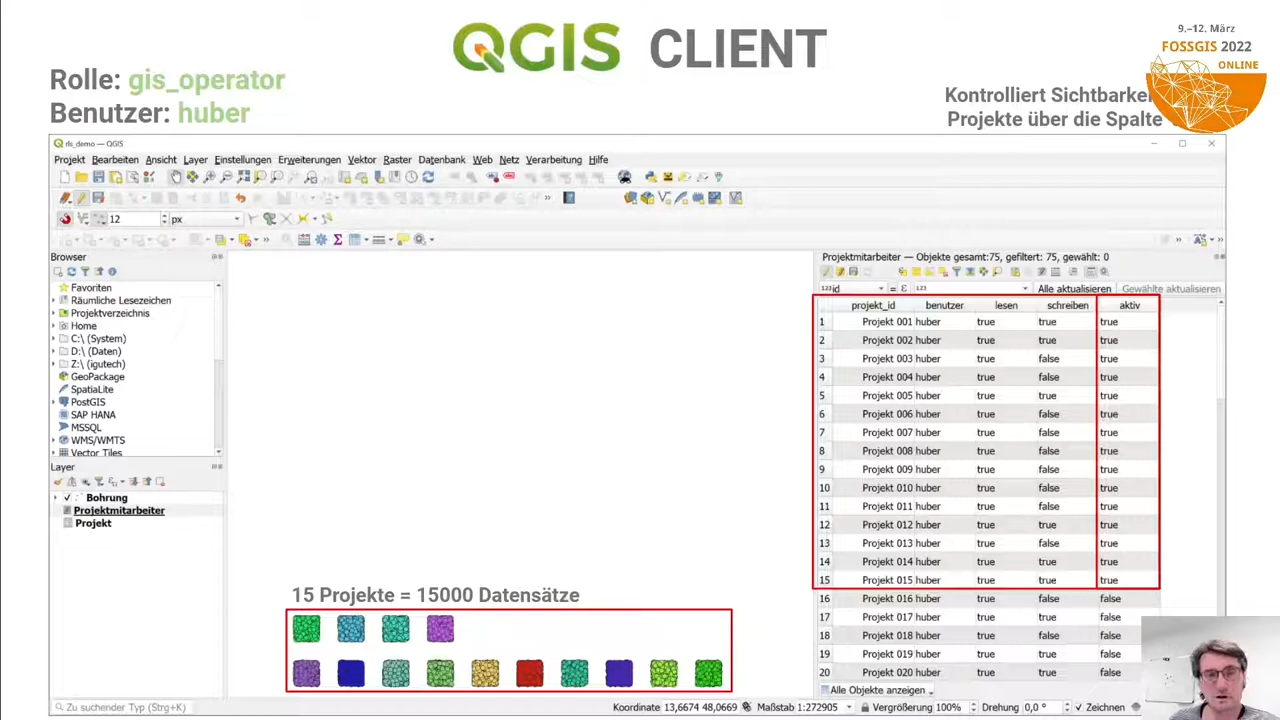 QGIS CLIENT
9.–12. März
FOSSGIS 2022
ONLINE
Rolle: gis_operator
Benutzer: huber
Kontrolliert Sichtbarkei
Projekte über die Spalte
rls_demo — QGIS
Projekt Bearbeiten Ansicht Layer Einstellungen Erweiterungen Vektor Raster Datenbank Web Netz Verarbeitung Hilfe
12 px
Browser
Favoriten
Räumliche Lesezeichen
Projektverzeichnis
Home
C:\ (System)
D:\ (Daten)
Z:\ (igutech)
GeoPackage
SpatiaLite
PostGIS
SAP HANA
MSSQL
WMS/WMTS
Vector Tiles
Layer
Bohrung
Projektmitarbeiter
Projekt
15 Projekte = 15000 Datensätze
Projektmitarbeiter — Objekte gesamt:75, gefiltert: 75, gewählt: 0
123 id = ε 123 Alle aktualisieren Gewählte aktualisieren
projekt_id benutzer lesen schreiben aktiv
1 Projekt 001 huber true true true
2 Projekt 002 huber true true true
3 Projekt 003 huber true false true
4 Projekt 004 huber true false true
5 Projekt 005 huber true true true
6 Projekt 006 huber true false true
7 Projekt 007 huber true false true
8 Projekt 008 huber true false true
9 Projekt 009 huber true false true
10 Projekt 010 huber true false true
11 Projekt 011 huber true false true
12 Projekt 012 huber true true true
13 Projekt 013 huber true false true
14 Projekt 014 huber true true true
15 Projekt 015 huber true true true
16 Projekt 016 huber true false false
17 Projekt 017 huber true true false
18 Projekt 018 huber true false false
19 Projekt 019 huber true true false
20 Projekt 020 huber true true false
Alle Objekte anzeigen
Zu suchender Typ (Strg+K)
Koordinate 13,6674 48,0669 Maßstab 1:272905 Vergrößerung 100% Drehung 0,0 ° Zeichnen